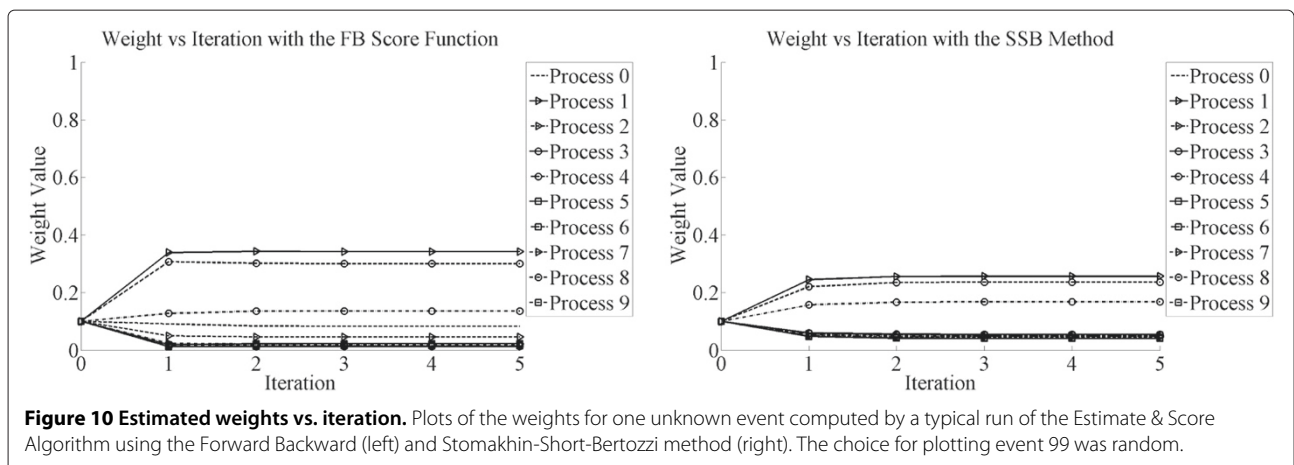 Weight vs Iteration with the FB Score Function
1
0.8
0.6
0.4
0.2
0
Weight Value
0 1 2 3 4 5
Iteration
Process 0
Process 1
Process 2
Process 3
Process 4
Process 5
Process 6
Process 7
Process 8
Process 9
Weight vs Iteration with the SSB Method
1
0.8
0.6
0.4
0.2
0
Weight Value
0 1 2 3 4 5
Iteration
Process 0
Process 1
Process 2
Process 3
Process 4
Process 5
Process 6
Process 7
Process 8
Process 9
Figure 10 Estimated weights vs. iteration. Plots of the weights for one unknown event computed by a typical run of the Estimate & Score
Algorithm using the Forward Backward (left) and Stomakhin-Short-Bertozzi method (right). The choice for plotting event 99 was random.